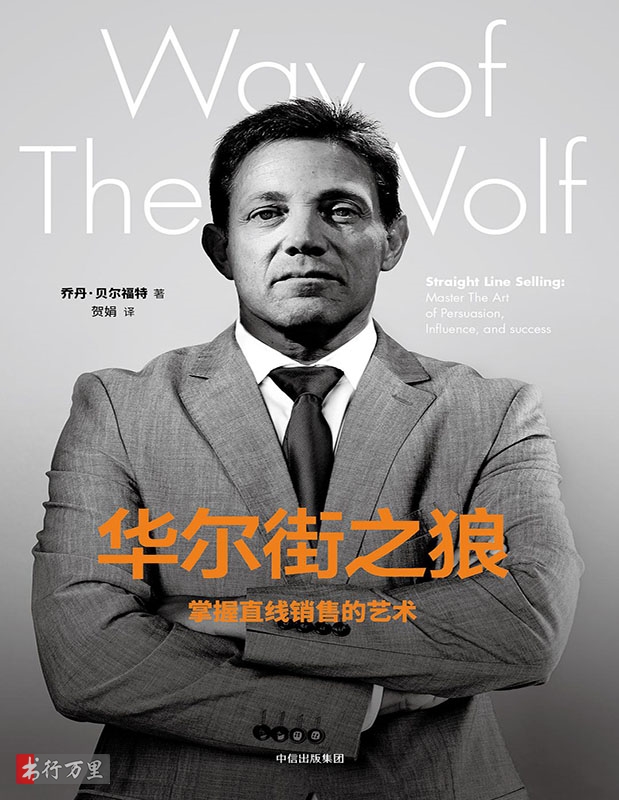 Way of
The Wolf
Straight Line Selling:
Master The Art
of Persuasion,
Influence, and success
乔丹·贝尔福特 著
贺娟 译
华尔街之狼
掌握直线销售的艺术
中信出版集团
书行万里